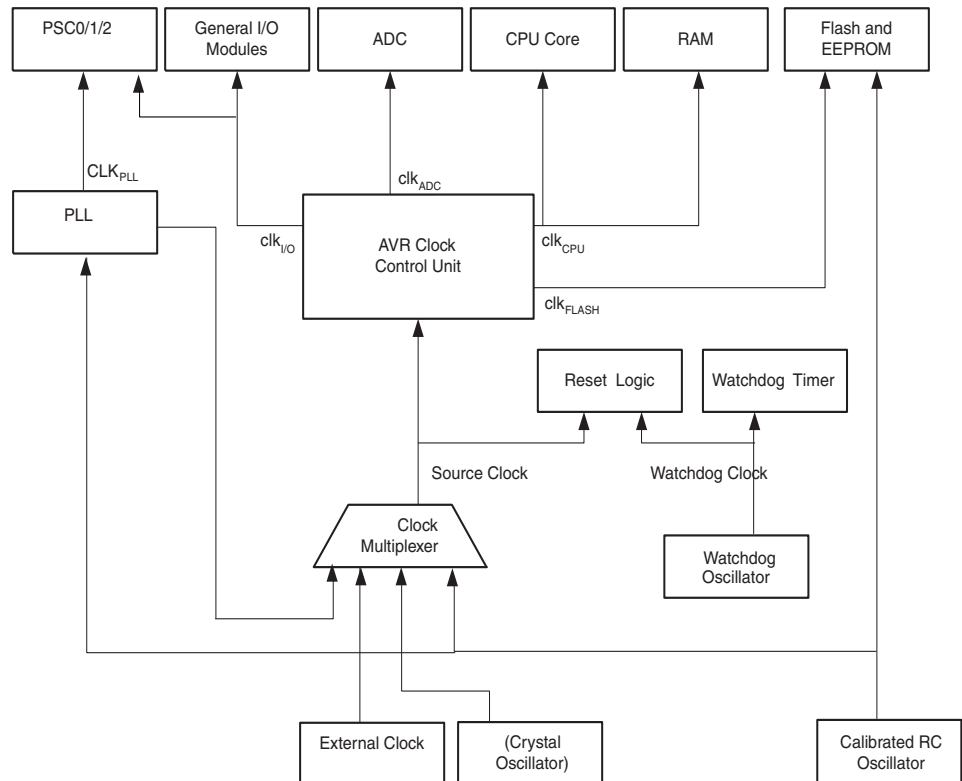 PSC0/1/2
General I/O
Modules
ADC
CPU Core
RAM
Flash and
EEPROM
CLKPLL
clkADC
PLL
clkI/O
AVR Clock
Control Unit
clkCPU
clkFLASH
Reset Logic
Watchdog Timer
Source Clock
Watchdog Clock
Clock
Multiplexer
Watchdog
Oscillator
External Clock
(Crystal
Oscillator)
Calibrated RC
Oscillator